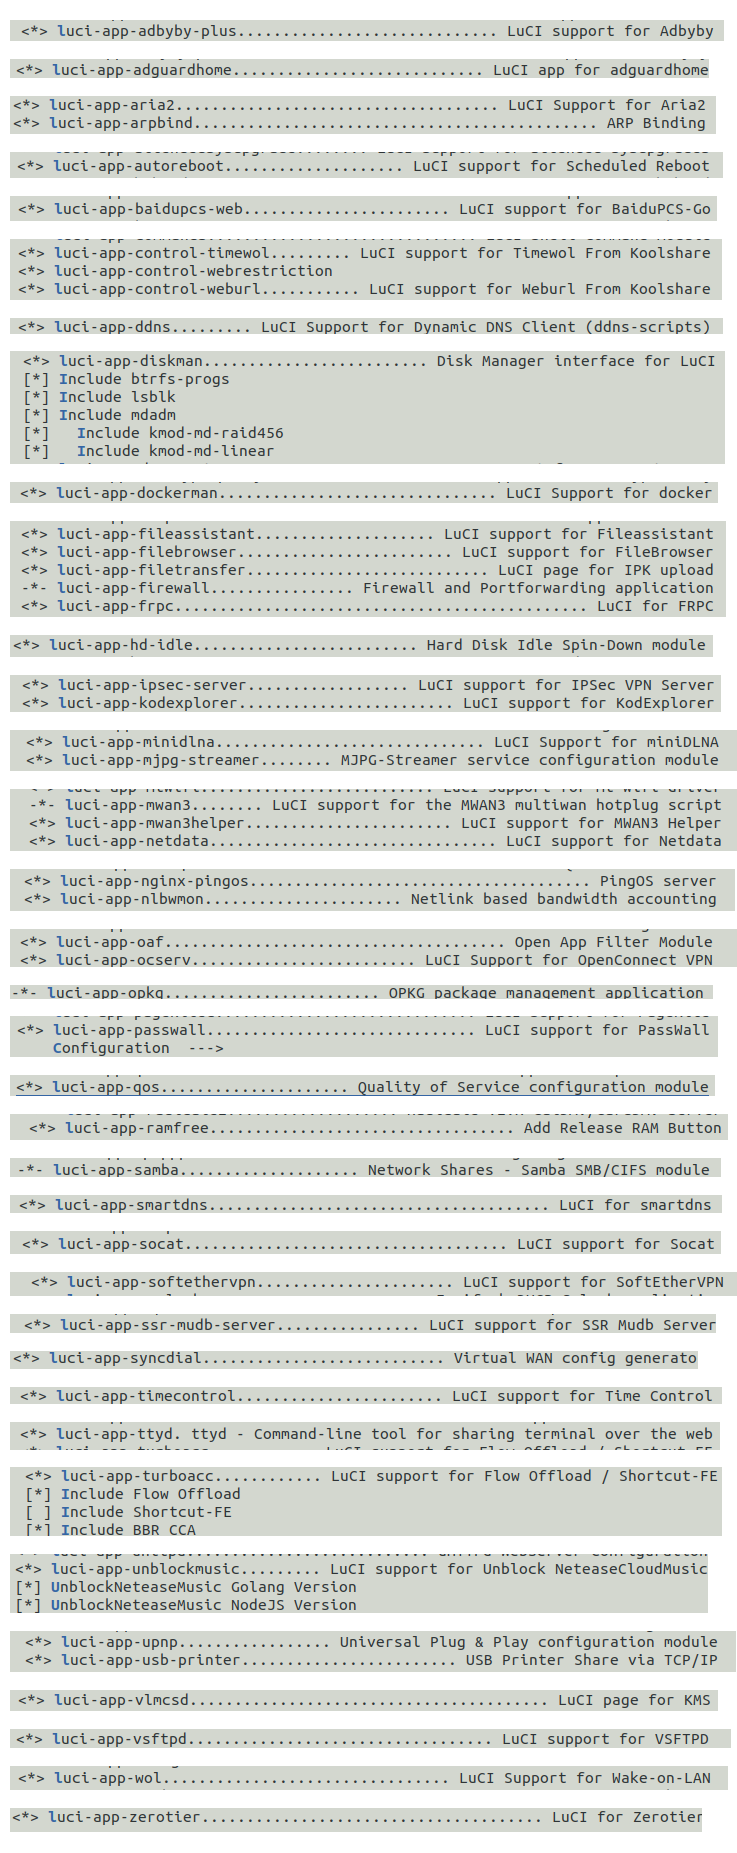 <*> luci-app-adbyby-plus............................. LuCI support for Adbyby
<*> luci-app-adguardhome............................ LuCI app for adguardhome
<*> luci-app-aria2.................................... LuCI Support for Aria2
<*> luci-app-arpbind............................................. ARP Binding
<*> luci-app-autoreboot.................... LuCI support for Scheduled Reboot
<*> luci-app-baidupcs-web....................... LuCI support for BaiduPCS-Go
<*> luci-app-control-timewol......... LuCI support for Timewol From Koolshare
<*> luci-app-control-webrestriction
<*> luci-app-control-weburl........... LuCI support for Weburl From Koolshare
<*> luci-app-ddns......... LuCI Support for Dynamic DNS Client (ddns-scripts)
<*> luci-app-diskman......................... Disk Manager interface for LuCI
[*] Include btrfs-progs
[*] Include lsblk
[*] Include mdadm
[*]   Include kmod-md-raid456
[*]   Include kmod-md-linear
<*> luci-app-dockerman............................... LuCI Support for docker
<*> luci-app-fileassistant.................... LuCI support for Fileassistant
<*> luci-app-filebrowser........................ LuCI support for FileBrowser
<*> luci-app-filetransfer........................... LuCI page for IPK upload
-*- luci-app-firewall................ Firewall and Portforwarding application
<*> luci-app-frpc.............................................. LuCI for FRPC
<*> luci-app-hd-idle......................... Hard Disk Idle Spin-Down module
<*> luci-app-ipsec-server.................. LuCI support for IPSec VPN Server
<*> luci-app-kodexplorer........................ LuCI support for KodExplorer
<*> luci-app-minidlna.............................. LuCI Support for miniDLNA
<*> luci-app-mjpg-streamer........ MJPG-Streamer service configuration module
-*- luci-app-mwan3........ LuCI support for the MWAN3 multiwan hotplug script
<*> luci-app-mwan3helper....................... LuCI support for MWAN3 Helper
<*> luci-app-netdata................................ LuCI support for Netdata
<*> luci-app-nginx-pingos...................................... PingOS server
<*> luci-app-nlbwmon...................... Netlink based bandwidth accounting
<*> luci-app-oaf...................................... Open App Filter Module
<*> luci-app-ocserv......................... LuCI Support for OpenConnect VPN
-*- luci-app-opkg........................ OPKG package management application
<*> luci-app-passwall.............................. LuCI support for PassWall
Configuration  --->
<*> luci-app-qos..................... Quality of Service configuration module
<*> luci-app-ramfree.................................. Add Release RAM Button
-*- luci-app-samba.................... Network Shares - Samba SMB/CIFS module
<*> luci-app-smartdns...................................... LuCI for smartdns
<*> luci-app-socat.................................... LuCI support for Socat
<*> luci-app-softethervpn...................... LuCI support for SoftEtherVPN
<*> luci-app-ssr-mudb-server................ LuCI support for SSR Mudb Server
<*> luci-app-syncdial........................... Virtual WAN config generato
<*> luci-app-timecontrol....................... LuCI support for Time Control
<*> luci-app-ttyd. ttyd - Command-line tool for sharing terminal over the web
<*> luci-app-turboacc............ LuCI support for Flow Offload / Shortcut-FE
[*] Include Flow Offload
[ ] Include Shortcut-FE
[*] Include BBR CCA
<*> luci-app-unblockmusic......... LuCI support for Unblock NeteaseCloudMusic
[*] UnblockNeteaseMusic Golang Version
[*] UnblockNeteaseMusic NodeJS Version
<*> luci-app-upnp................. Universal Plug & Play configuration module
<*> luci-app-usb-printer........................ USB Printer Share via TCP/IP
<*> luci-app-vlmcsd........................................ LuCI page for KMS
<*> luci-app-vsftpd.................................. LuCI support for VSFTPD
<*> luci-app-wol................................ LuCI Support for Wake-on-LAN
<*> luci-app-zerotier...................................... LuCI for Zerotier